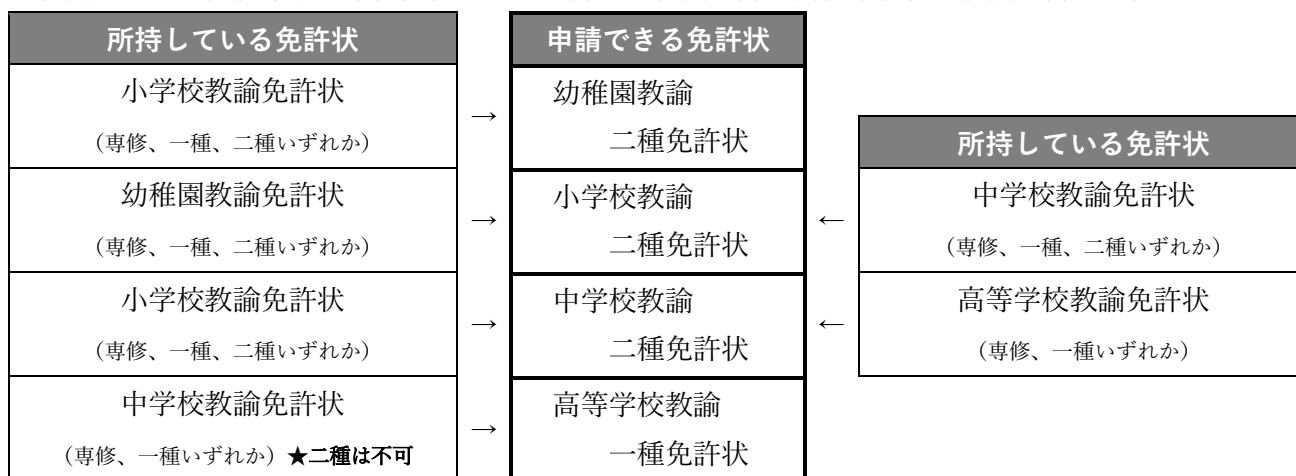 所持している免許状
小学校教諭免許状
（専修、一種、二種いずれか）
幼稚園教諭免許状
（専修、一種、二種いずれか）
小学校教諭免許状
（専修、一種、二種いずれか）
中学校教諭免許状
（専修、一種いずれか）★二種は不可
→
→
→
→
申請できる免許状
幼稚園教諭
二種免許状
小学校教諭
二種免許状
中学校教諭
二種免許状
高等学校教諭
一種免許状
←
←
所持している免許状
中学校教諭免許状
（専修、一種、二種いずれか）
高等学校教諭免許状
（専修、一種いずれか）